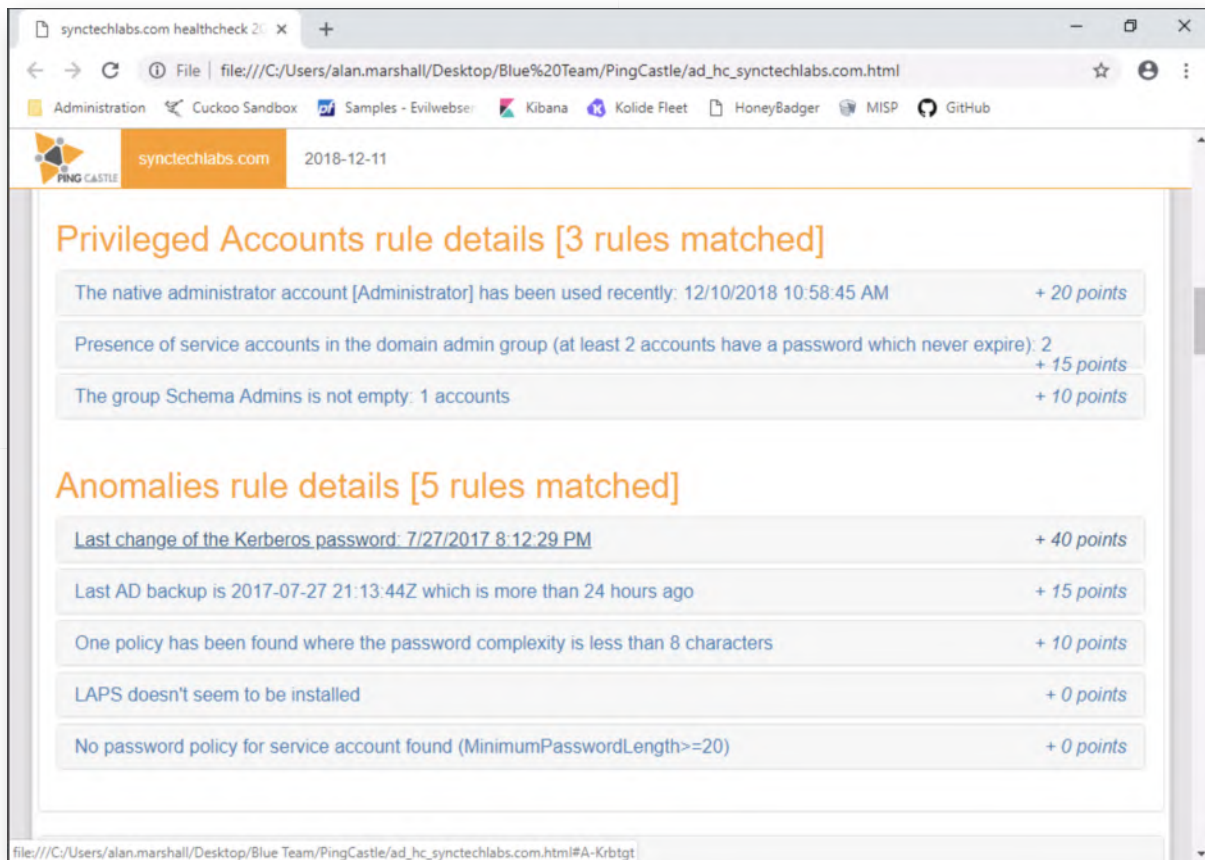 synctechlabs.com healthcheck 20
File file:///C:/Users/alan.marshall/Desktop/Blue%20Team/PingCastle/ad_hc_synctechlabs.com.html
Administration Cuckoo Sandbox pf Samples - Evilwebser Kibana Kolide Fleet HoneyBadger MISP GitHub
PING CASTLE synctechlabs.com 2018-12-11
Privileged Accounts rule details [3 rules matched]
The native administrator account [Administrator] has been used recently: 12/10/2018 10:58:45 AM + 20 points
Presence of service accounts in the domain admin group (at least 2 accounts have a password which never expire): 2
+ 15 points
The group Schema Admins is not empty: 1 accounts + 10 points
Anomalies rule details [5 rules matched]
Last change of the Kerberos password: 7/27/2017 8:12:29 PM + 40 points
Last AD backup is 2017-07-27 21:13:44Z which is more than 24 hours ago + 15 points
One policy has been found where the password complexity is less than 8 characters + 10 points
LAPS doesn't seem to be installed + 0 points
No password policy for service account found (MinimumPasswordLength>=20) + 0 points
file:///C:/Users/alan.marshall/Desktop/Blue Team/PingCastle/ad_hc_synctechlabs.com.html#A-Krbtgt